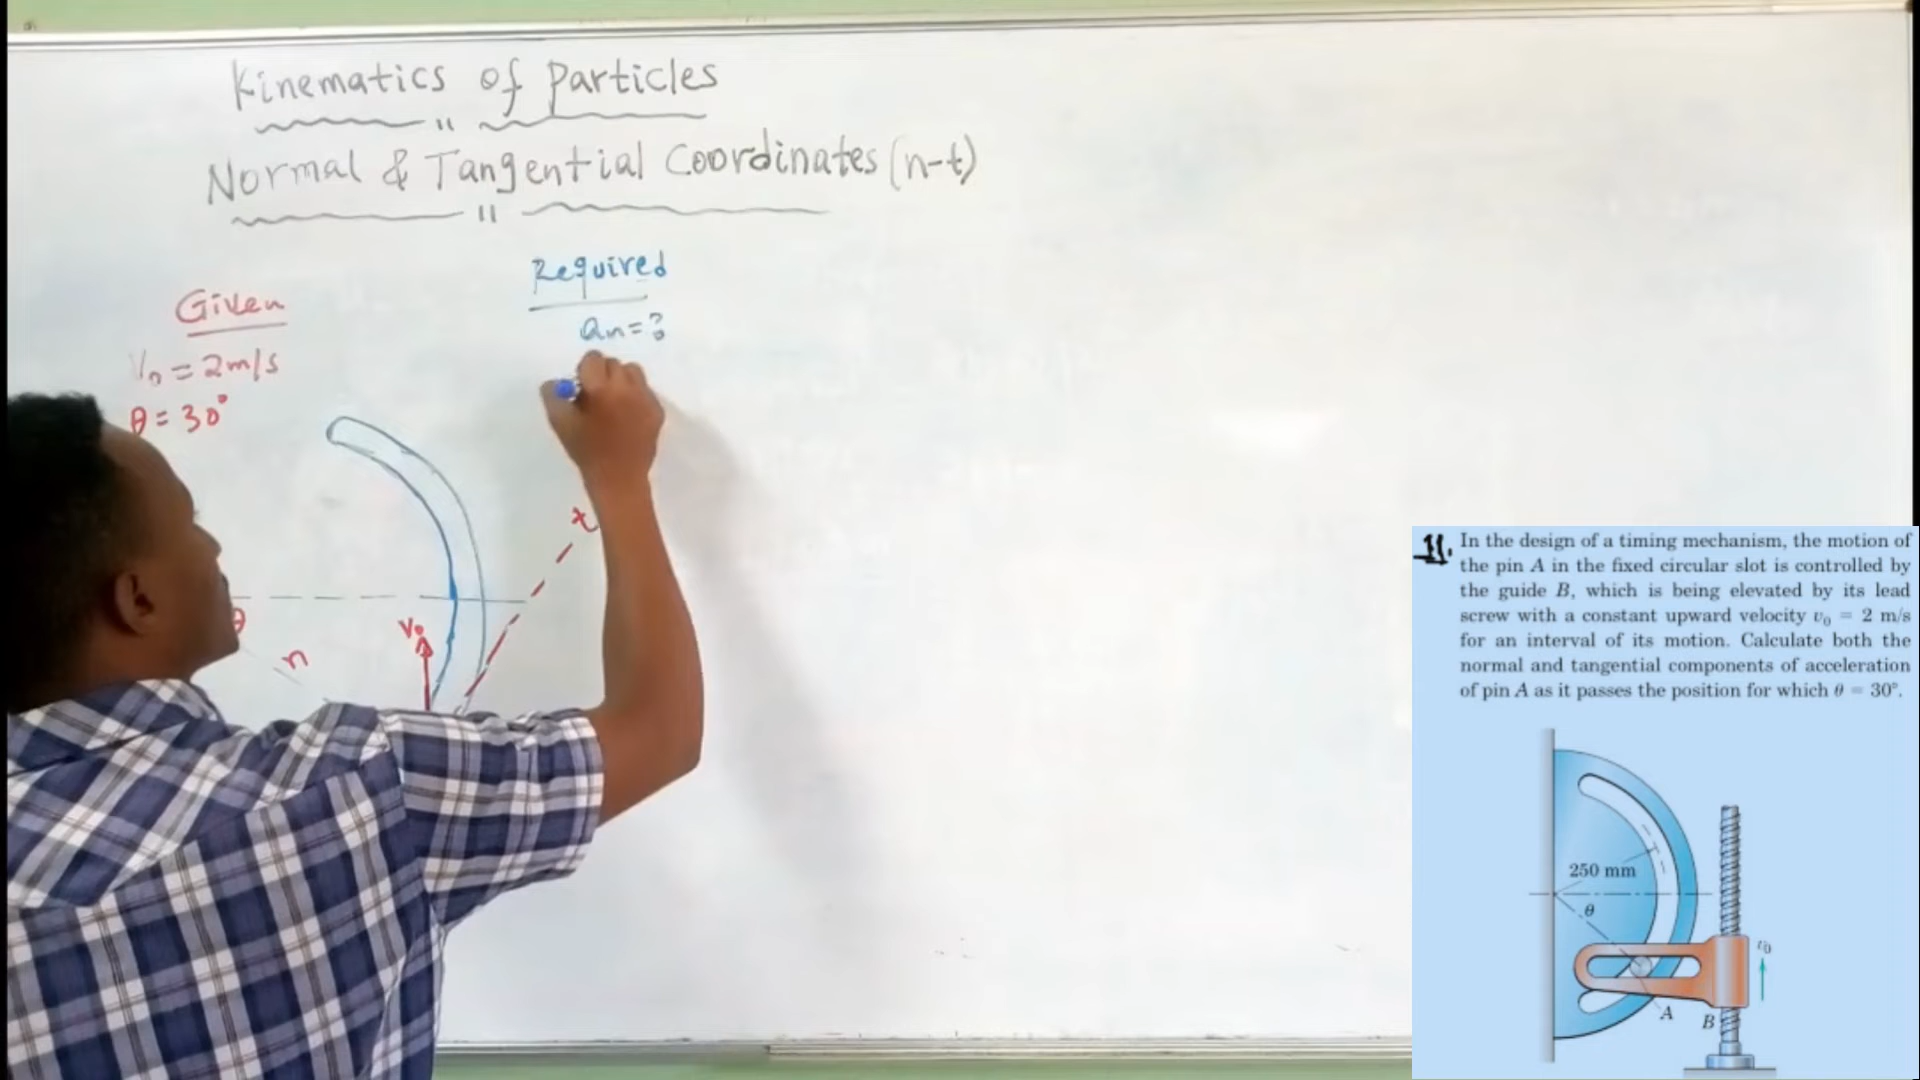 Kinematics of particles
"
Normal & Tangential Coordinates (n-t)
"
Required
an = ?
Given
V0 = 2m/s
θ = 30°
t
θ
n
V0
11. In the design of a timing mechanism, the motion of
the pin A in the fixed circular slot is controlled by
the guide B, which is being elevated by its lead
screw with a constant upward velocity v0 = 2 m/s
for an interval of its motion. Calculate both the
normal and tangential components of acceleration
of pin A as it passes the position for which θ = 30°.
250 mm
θ
v0
A
B